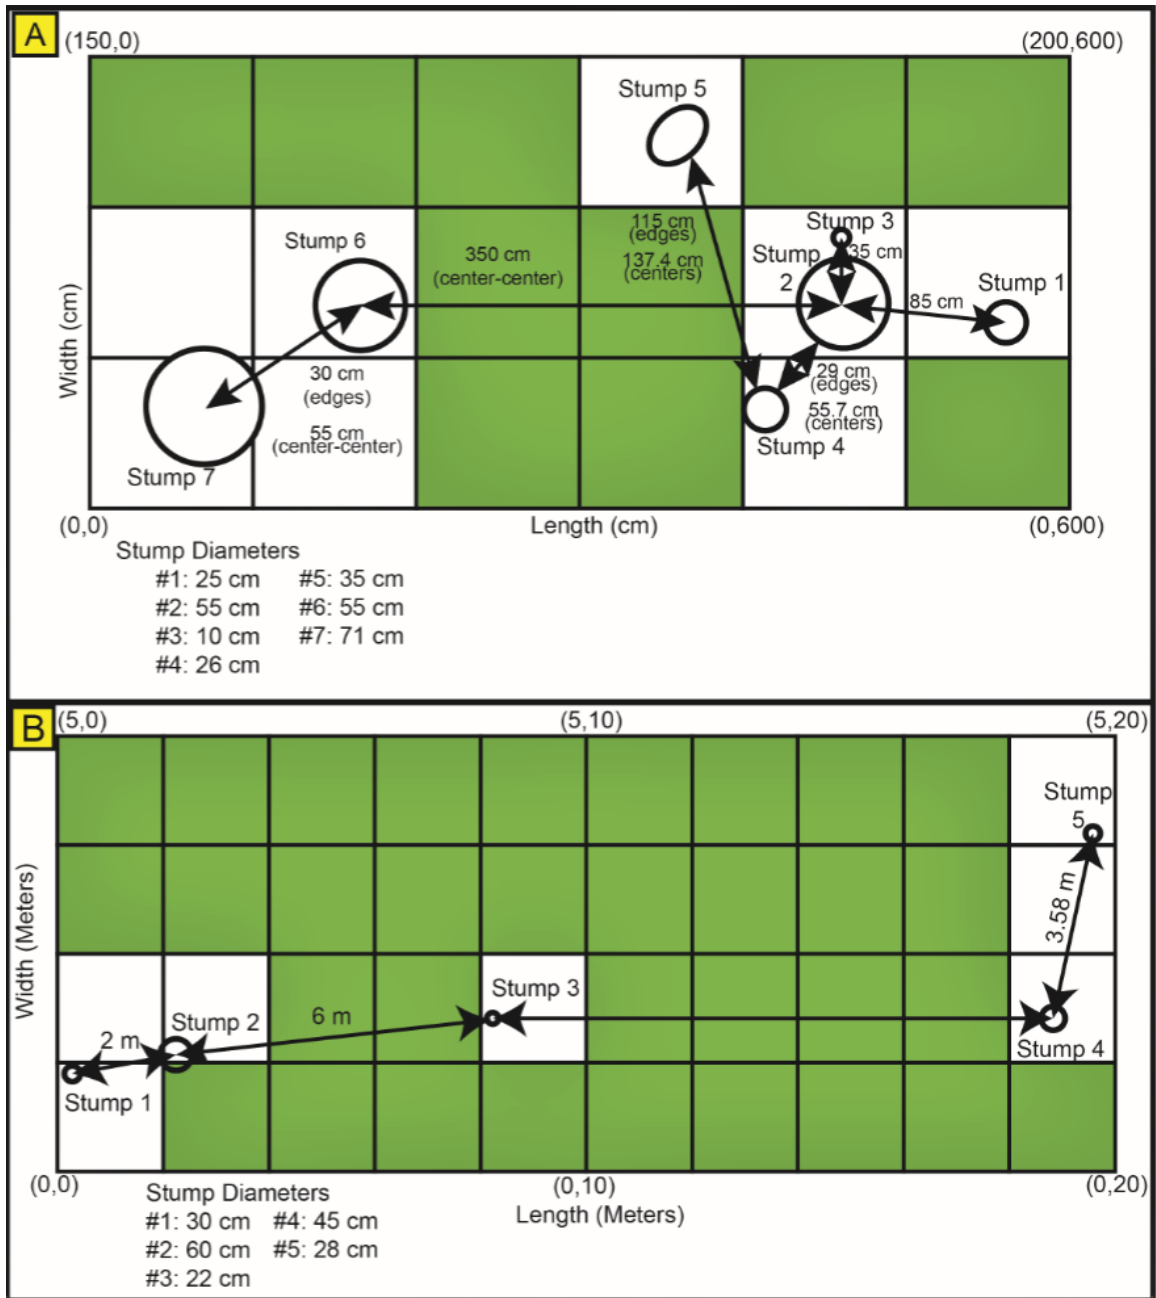 A
(150,0)
(200,600)
Stump 5
Stump 6
Stump 3
115 cm
(edges)
137.4 cm
(centers)
350 cm
(center-center)
Stump
2
35 cm
Stump 1
85 cm
Width (cm)
30 cm
(edges)
55 cm
(center-center)
29 cm
(edges)
55.7 cm
(centers)
Stump 4
Stump 7
(0,0)
Length (cm)
(0,600)
Stump Diameters
#1: 25 cm #5: 35 cm
#2: 55 cm #6: 55 cm
#3: 10 cm #7: 71 cm
#4: 26 cm
B
(5,0)
(5,10)
(5,20)
Stump
5
3.58 m
Width (Meters)
Stump 3
6 m
Stump 2
2 m
Stump 4
Stump 1
(0,0)
(0,10)
(0,20)
Length (Meters)
Stump Diameters
#1: 30 cm #4: 45 cm
#2: 60 cm #5: 28 cm
#3: 22 cm